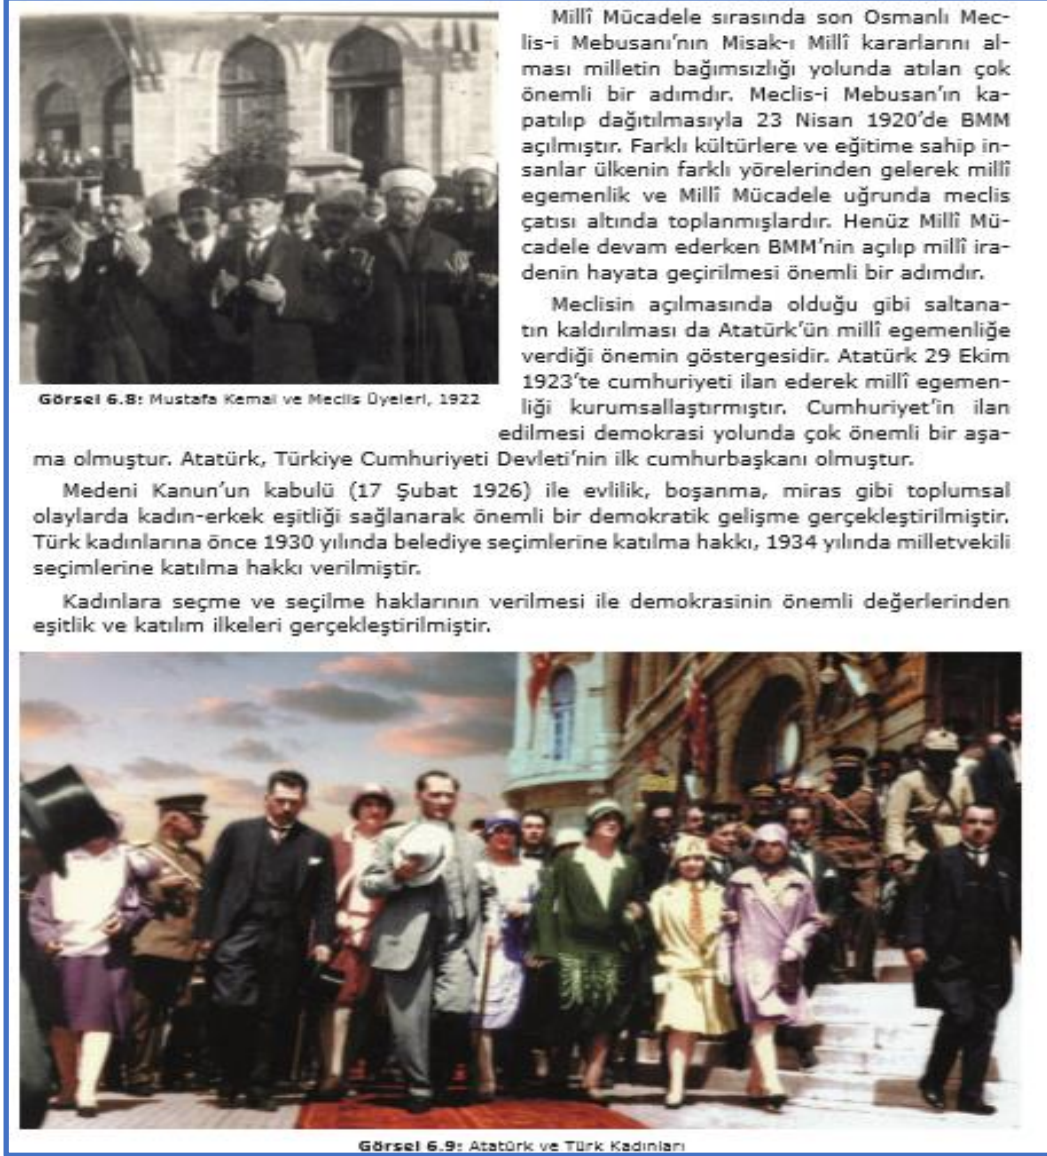 Millî Mücadele sırasında son Osmanlı Mec-
lis-i Mebusanı’nın Misak-ı Millî kararlarını al-
ması milletin bağımsızlığı yolunda atılan çok
önemli bir adımdır. Meclis-i Mebusan’ın ka-
patılıp dağıtılmasıyla 23 Nisan 1920’de BMM
açılmıştır. Farklı kültürlere ve eğitime sahip in-
sanlar ülkenin farklı yörelerinden gelerek millî
egemenlik ve Millî Mücadele uğrunda meclis
çatısı altında toplanmışlardır. Henüz Millî Mü-
cadele devam ederken BMM’nin açılıp millî ira-
denin hayata geçirilmesi önemli bir adımdır.
Meclisin açılmasında olduğu gibi saltana-
tın kaldırılması da Atatürk’ün millî egemenliğe
verdiği önemin göstergesidir. Atatürk 29 Ekim
1923’te cumhuriyeti ilan ederek millî egemen-
liği kurumsallaştırmıştır. Cumhuriyet’in ilan
edilmesi demokrasi yolunda çok önemli bir aşa-
ma olmuştur. Atatürk, Türkiye Cumhuriyeti Devleti’nin ilk cumhurbaşkanı olmuştur.
Görsel 6.8: Mustafa Kemal ve Meclis Üyeleri, 1922
Medeni Kanun’un kabulü (17 Şubat 1926) ile evlilik, boşanma, miras gibi toplumsal
olaylarda kadın-erkek eşitliği sağlanarak önemli bir demokratik gelişme gerçekleştirilmiştir.
Türk kadınlarına önce 1930 yılında belediye seçimlerine katılma hakkı, 1934 yılında milletvekili
seçimlerine katılma hakkı verilmiştir.
Kadınlara seçme ve seçilme haklarının verilmesi ile demokrasinin önemli değerlerinden
eşitlik ve katılım ilkeleri gerçekleştirilmiştir.
Görsel 6.9: Atatürk ve Türk Kadınları